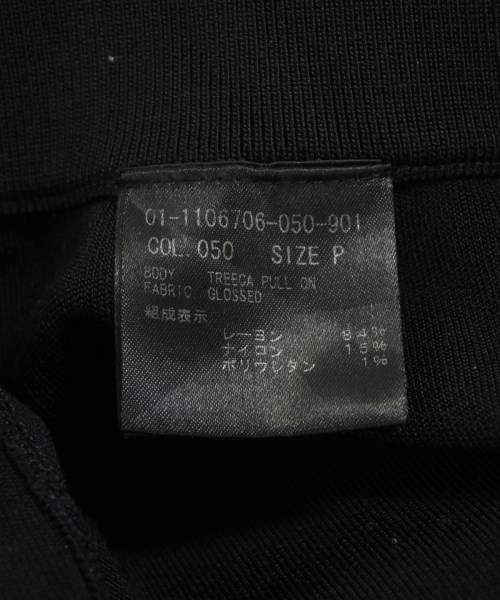 01-1106706-050-901
COL. 050 SIZE P
BODY TREECA PULL ON
FABRIC GLOSSED
組成表示
レーヨン 84%
ナイロン 15%
ポリウレタン 1%